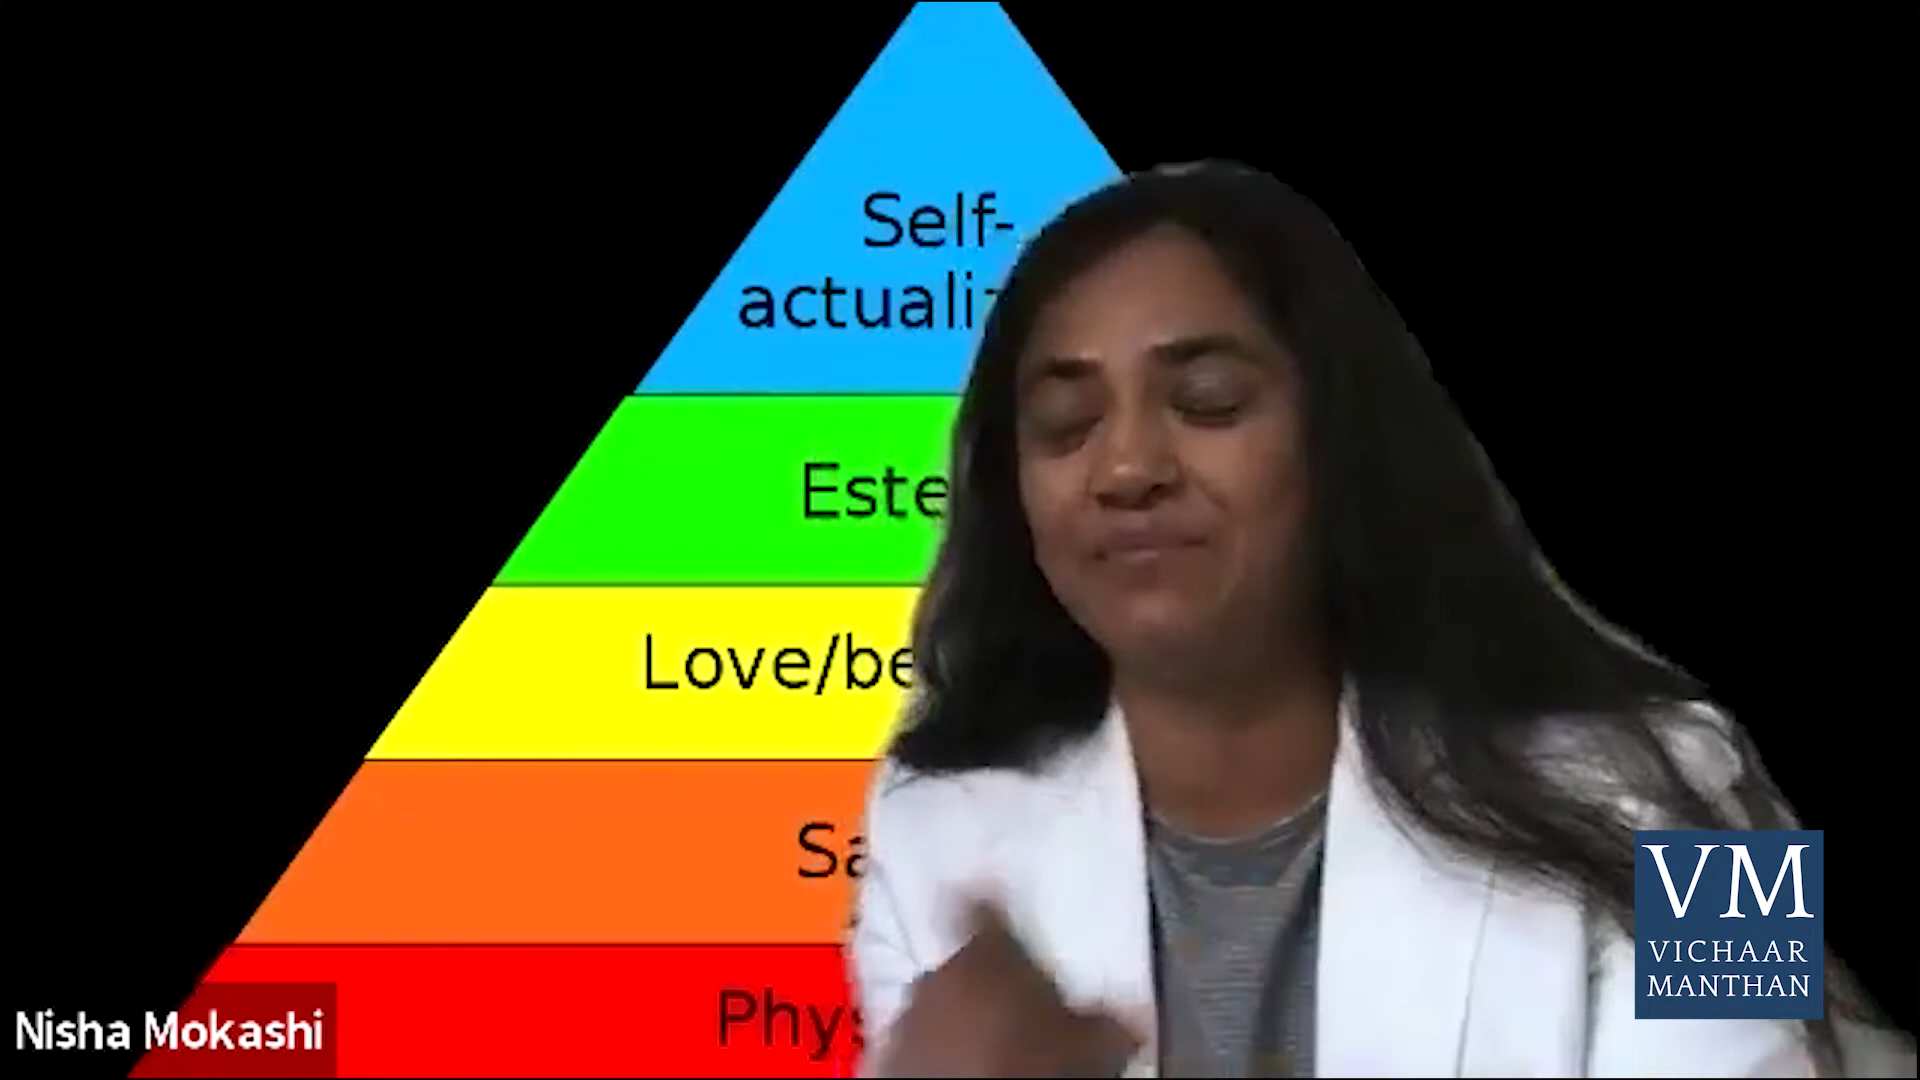 Self-
actuali
Este
Love/be
Sa
Phys
Nisha Mokashi
VM
VICHAAR
MANTHAN